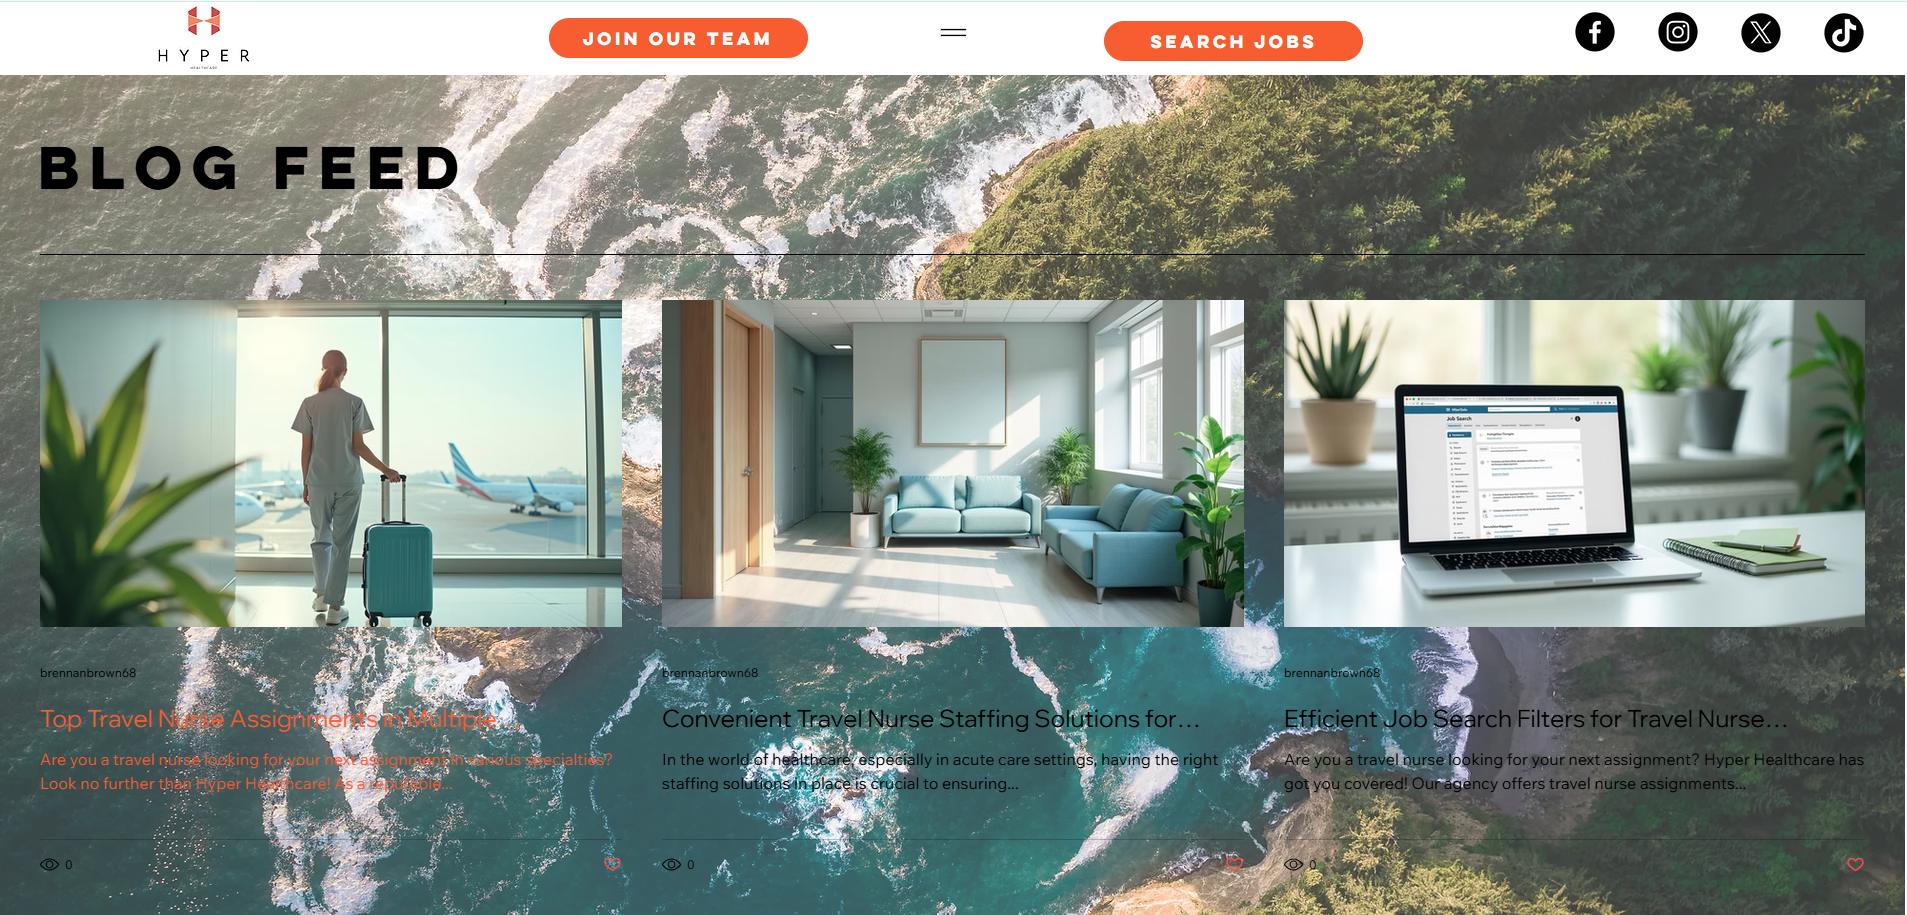 HYPER
HEALTHCARE
JOIN OUR TEAM
SEARCH JOBS
BLOG FEED
Job Search
brennanbrown68
Top Travel Nurse Assignments in Multiple...
Are you a travel nurse looking for your next assignment in various specialties?
Look no further than Hyper Healthcare! As a reputable...
0
brennanbrown68
Convenient Travel Nurse Staffing Solutions for...
In the world of healthcare, especially in acute care settings, having the right
staffing solutions in place is crucial to ensuring...
0
brennanbrown68
Efficient Job Search Filters for Travel Nurse...
Are you a travel nurse looking for your next assignment? Hyper Healthcare has
got you covered! Our agency offers travel nurse assignments...
0